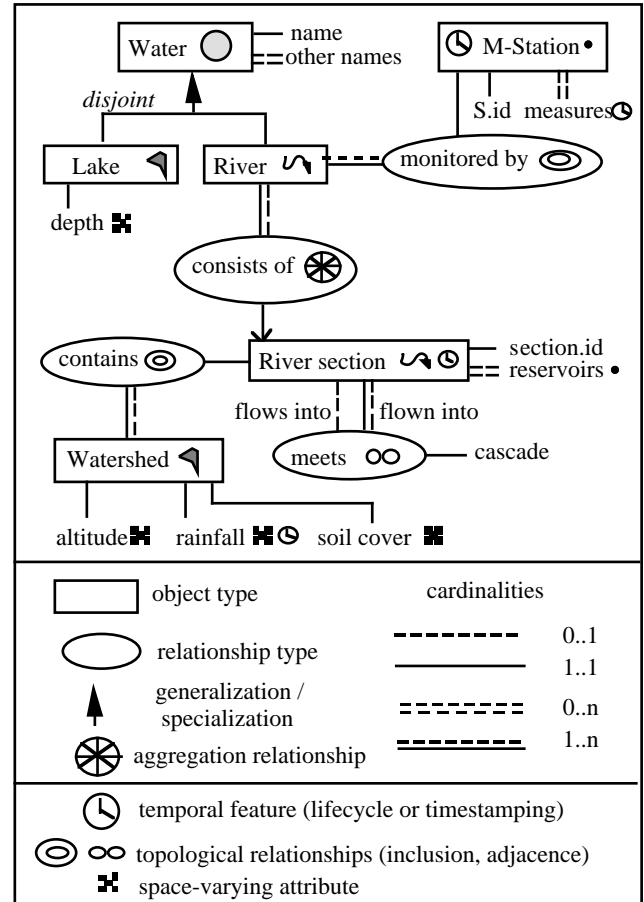 Water
name
other names
M-Station
S.id measures
disjoint
Lake
River
monitored by
depth
consists of
contains
River section
section.id
reservoirs
flows into
flown into
Watershed
meets
cascade
altitude rainfall soil cover
object type
cardinalities
relationship type
0..1
1..1
generalization /
specialization
0..n
1..n
aggregation relationship
temporal feature (lifecycle or timestamping)
topological relationships (inclusion, adjacence)
space-varying attribute